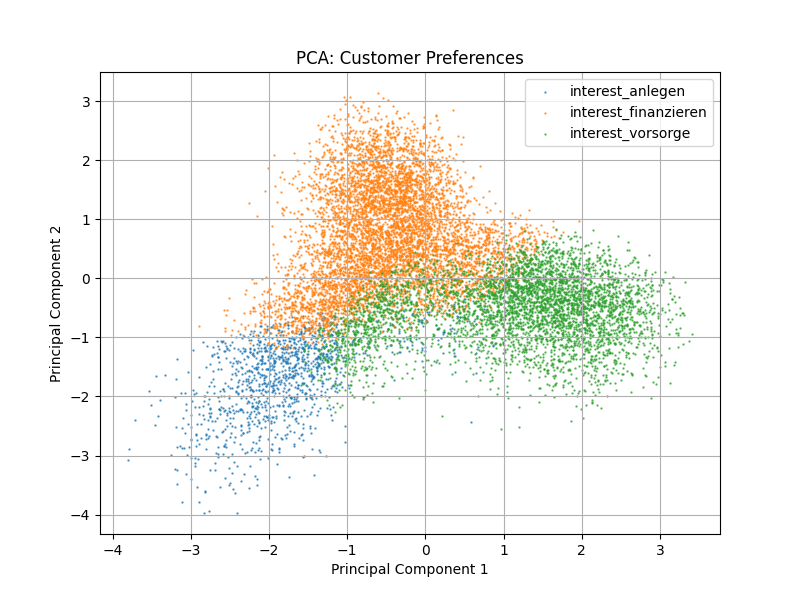 PCA: Customer Preferences
interest_anlegen
interest_finanzieren
interest_vorsorge
3
2
1
0
−1
−2
−3
−4
Principal Component 2
−4
−3
−2
−1
0
1
2
3
Principal Component 1